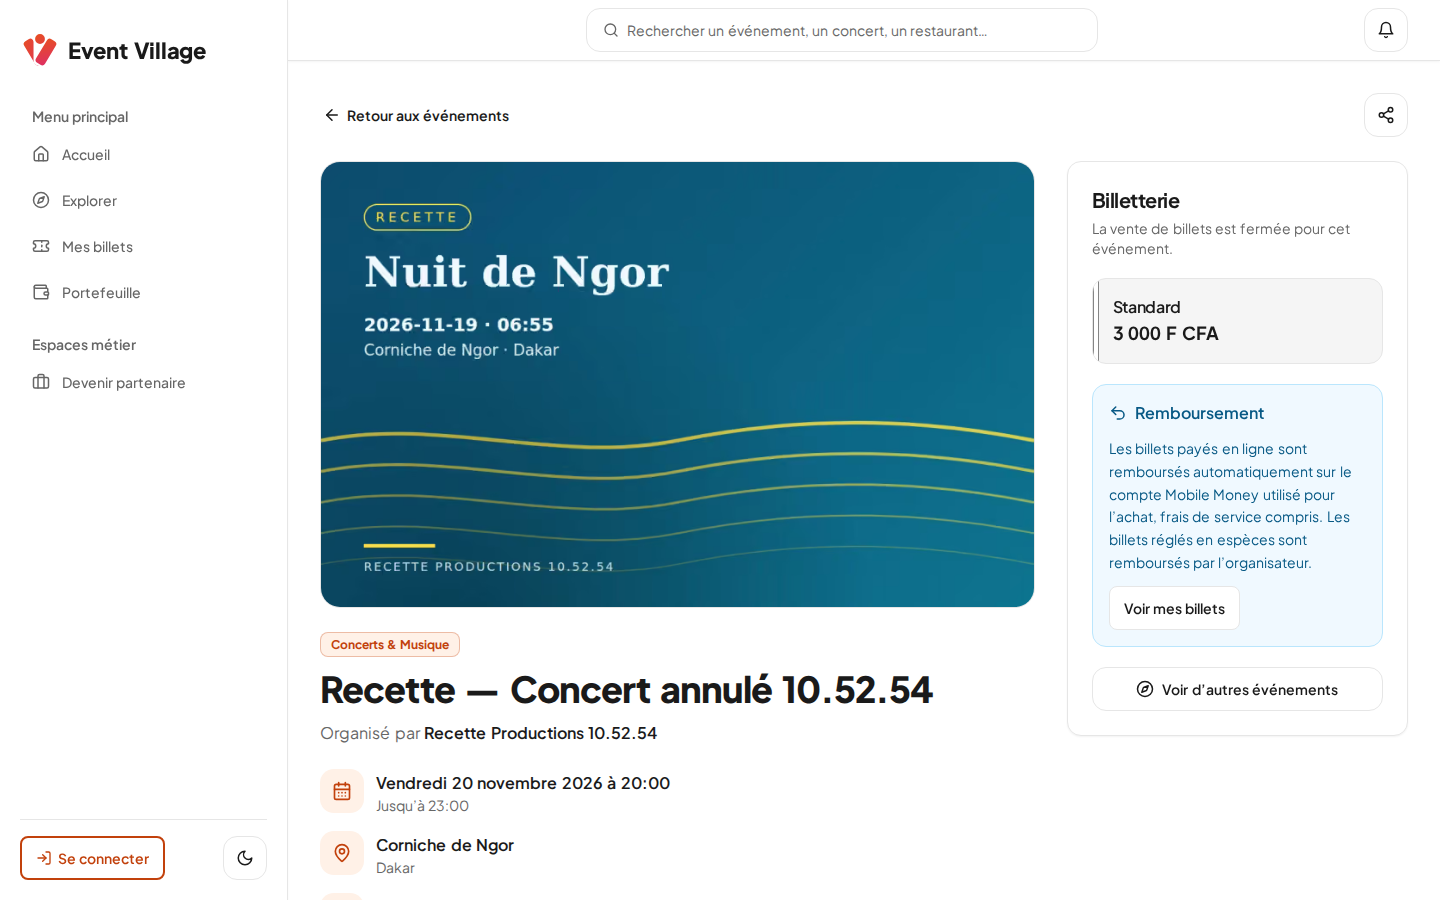 Event Village
Menu principal
Accueil
Explorer
Mes billets
Portefeuille
Espaces métier
Devenir partenaire
Se connecter
Rechercher un événement, un concert, un restaurant...
Retour aux événements
RECETTE
Nuit de Ngor
2026-11-19 · 06:55
Corniche de Ngor · Dakar
RECETTE PRODUCTIONS 10.52.54
Concerts & Musique
Recette — Concert annulé 10.52.54
Organisé par Recette Productions 10.52.54
Vendredi 20 novembre 2026 à 20:00
Jusqu'à 23:00
Corniche de Ngor
Dakar
Billetterie
La vente de billets est fermée pour cet
événement.
Standard
3 000 F CFA
Remboursement
Les billets payés en ligne sont
remboursés automatiquement sur le
compte Mobile Money utilisé pour
l'achat, frais de service compris. Les
billets réglés en espèces sont
remboursés par l'organisateur.
Voir mes billets
Voir d'autres événements